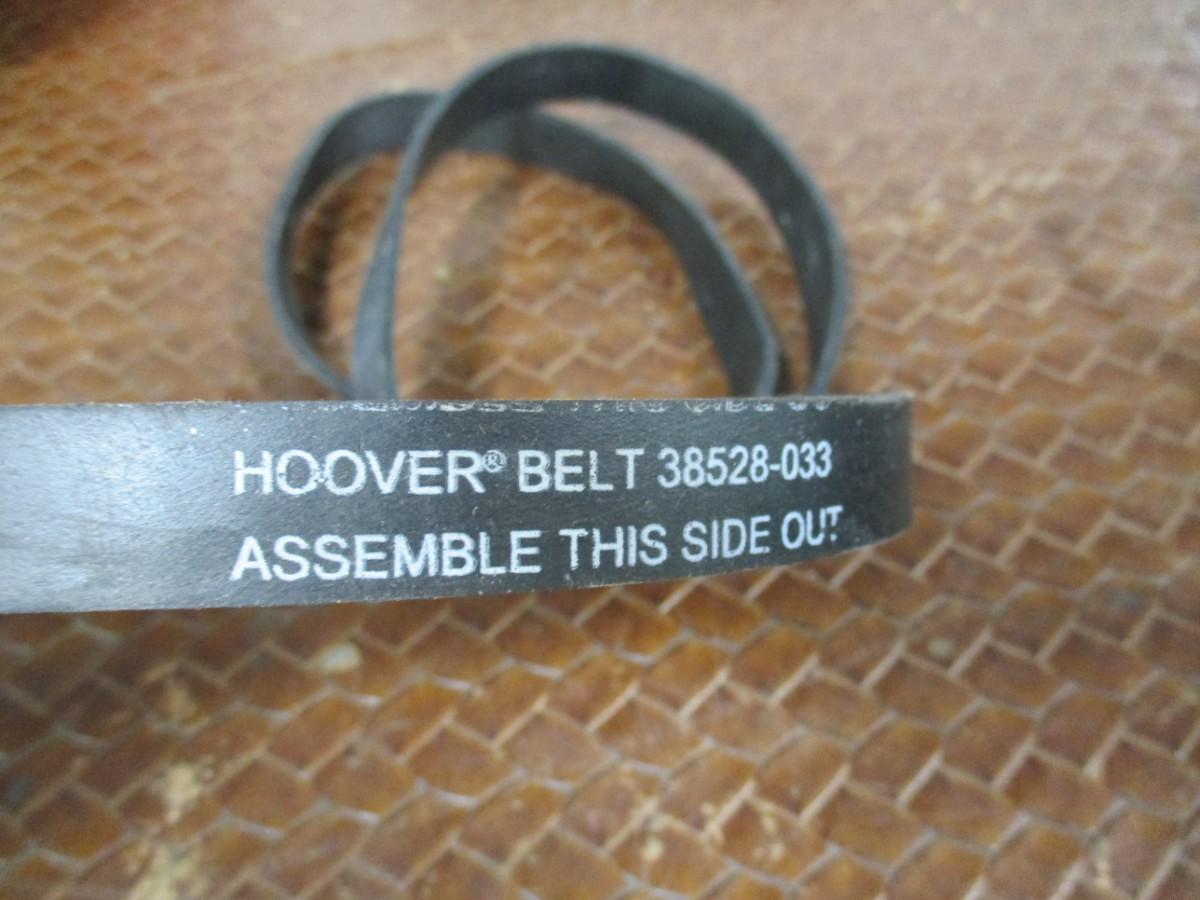 HOOVER® BELT 38528-033
ASSEMBLE THIS SIDE OUT